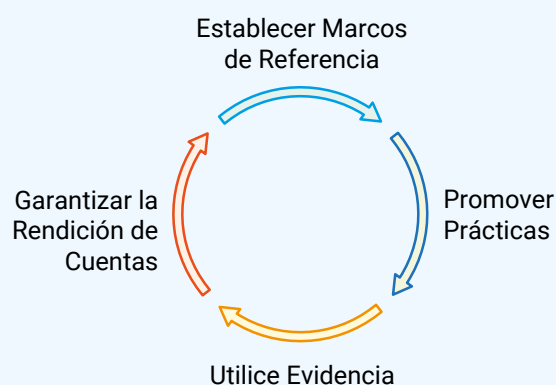 Establecer Marcos
de Referencia
Promover
Prácticas
Utilice Evidencia
Garantizar la
Rendición de
Cuentas